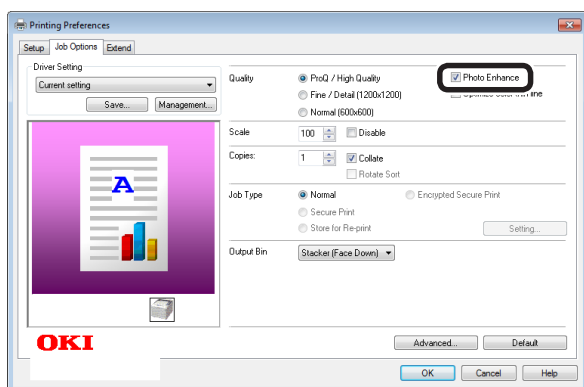 Printing Preferences
Setup Job Options Extend
Driver Setting
Current setting
Save... Management...
A
OKI
Quality ProQ / High Quality Photo Enhance
Fine / Detail (1200x1200)
Normal (600x600)
Scale 100 Disable
Copies: 1 Collate
Rotate Sort
Job Type Normal Encrypted Secure Print
Secure Print
Store for Re-print Setting...
Output Bin Stacker (Face Down)
Advanced... Default
OK Cancel Help